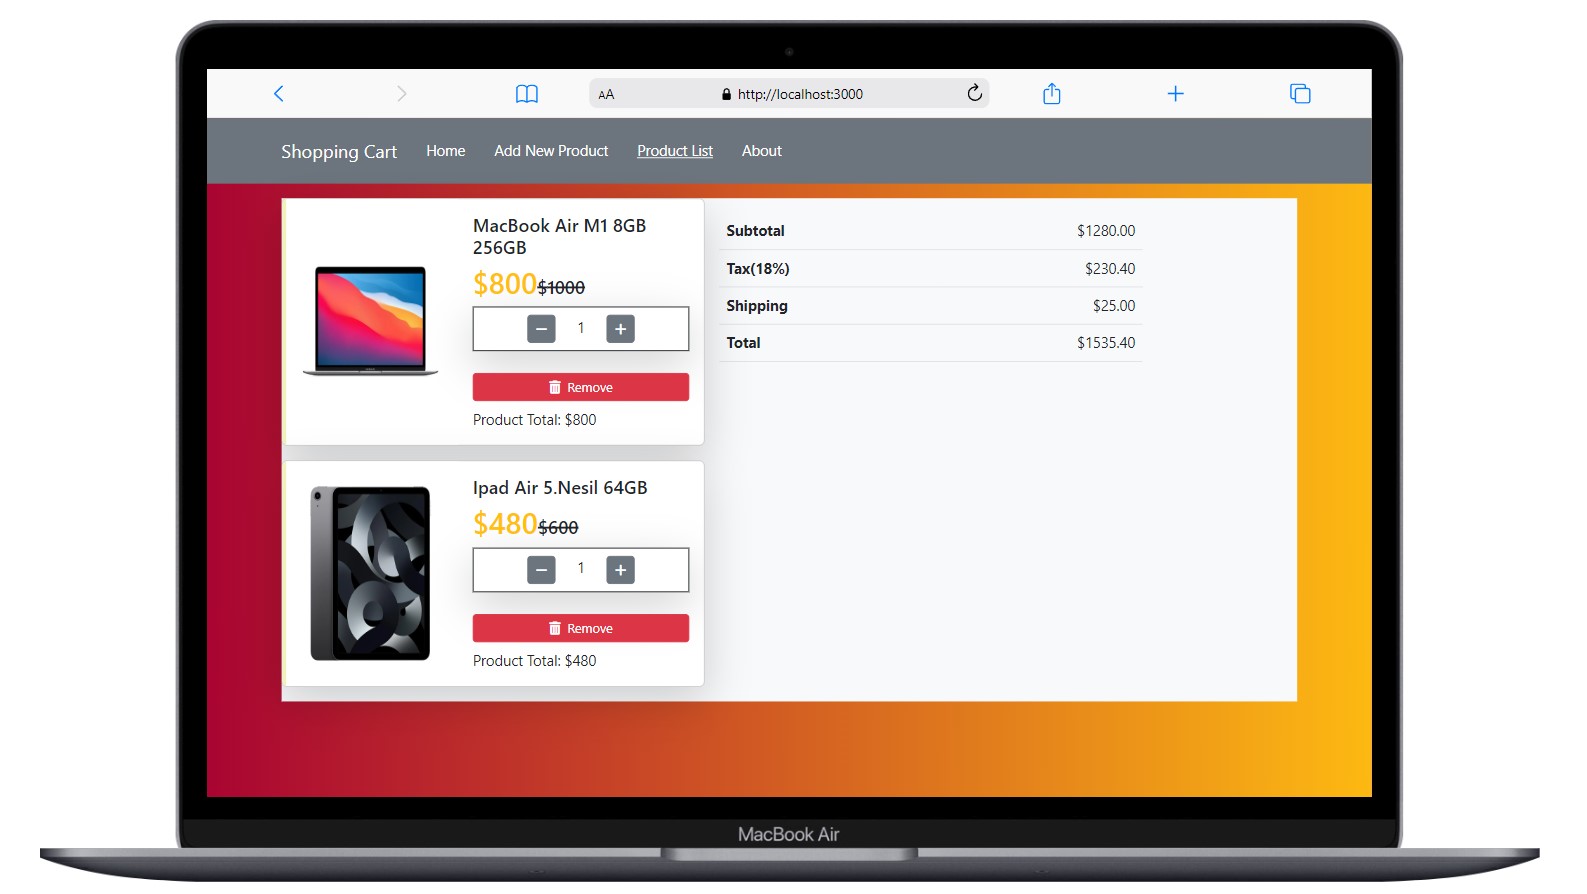 AA
http://localhost:3000
Shopping Cart Home Add New Product Product List About
MacBook Air M1 8GB
256GB
$800$1000
1
Remove
Product Total: $800
Ipad Air 5.Nesil 64GB
$480$600
1
Remove
Product Total: $480
Subtotal $1280.00
Tax(18%) $230.40
Shipping $25.00
Total $1535.40
MacBook Air